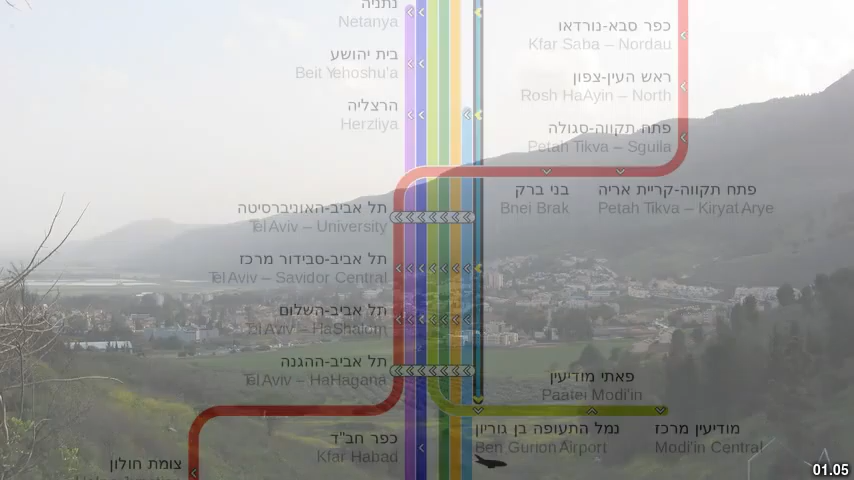 נתניה
Netanya
בית יהושע
Beit Yehoshu'a
הרצליה
Herzliya
כפר סבא-נורדאו
Kfar Saba – Nordau
ראש העין-צפון
Rosh HaAyin – North
פתח תקווה-סגולה
Petah Tikva – Sgulla
בני ברק
Bnei Brak
פתח תקווה-קריית אריה
Petah Tikva – Kiryat Arye
תל אביב-האוניברסיטה
Tel Aviv – University
תל אביב-סבידור מרכז
Tel Aviv – Savidor Central
תל אביב-השלום
Tel Aviv – HaShalom
תל אביב-ההגנה
Tel Aviv – HaHagana
פאתי מודיעין
Paatei Modi'in
נמל התעופה בן גוריון
Ben Gurion Airport
מודיעין מרכז
Modi'in Central
כפר חב"ד
Kfar Habad
צומת חולון
01.05